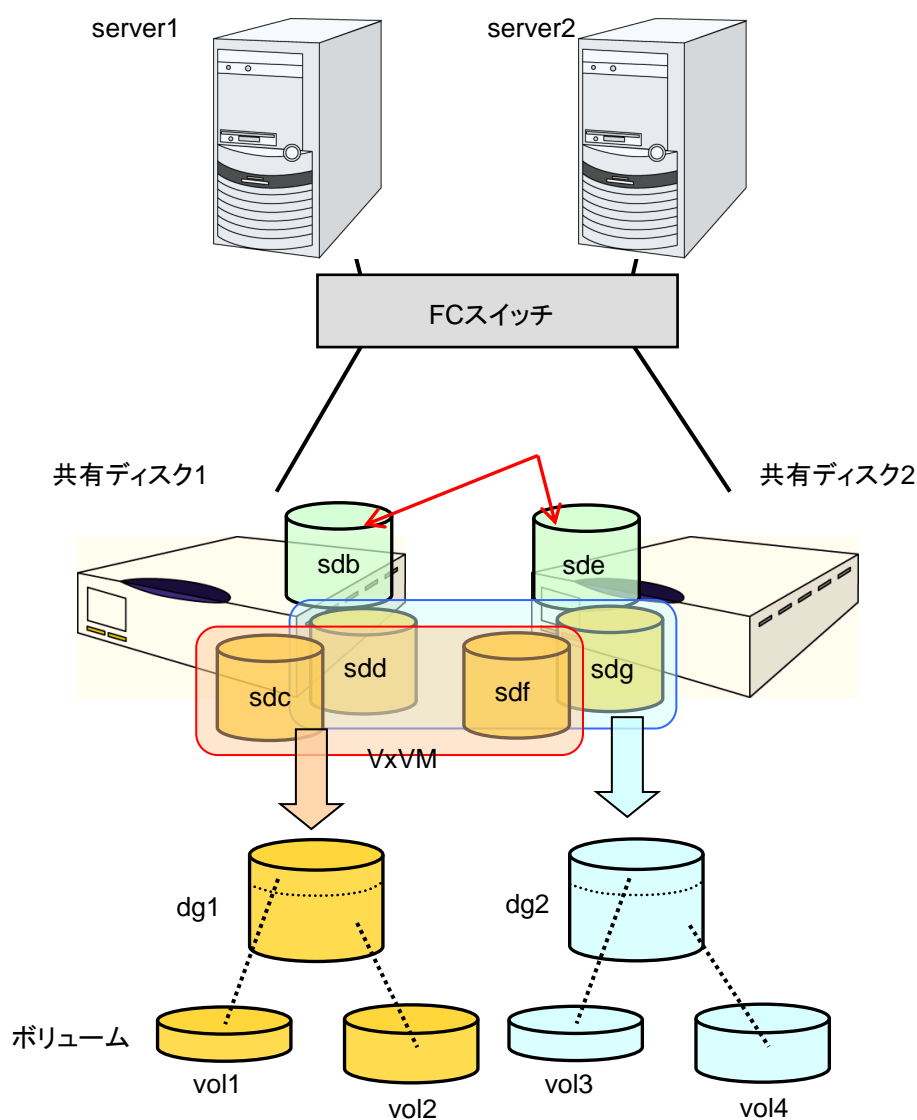 server1
server2
FCスイッチ
共有ディスク1
共有ディスク2
sdb
sde
sdd
sdg
sdc
sdf
VxVM
dg1
dg2
ボリューム
vol1
vol2
vol3
vol4